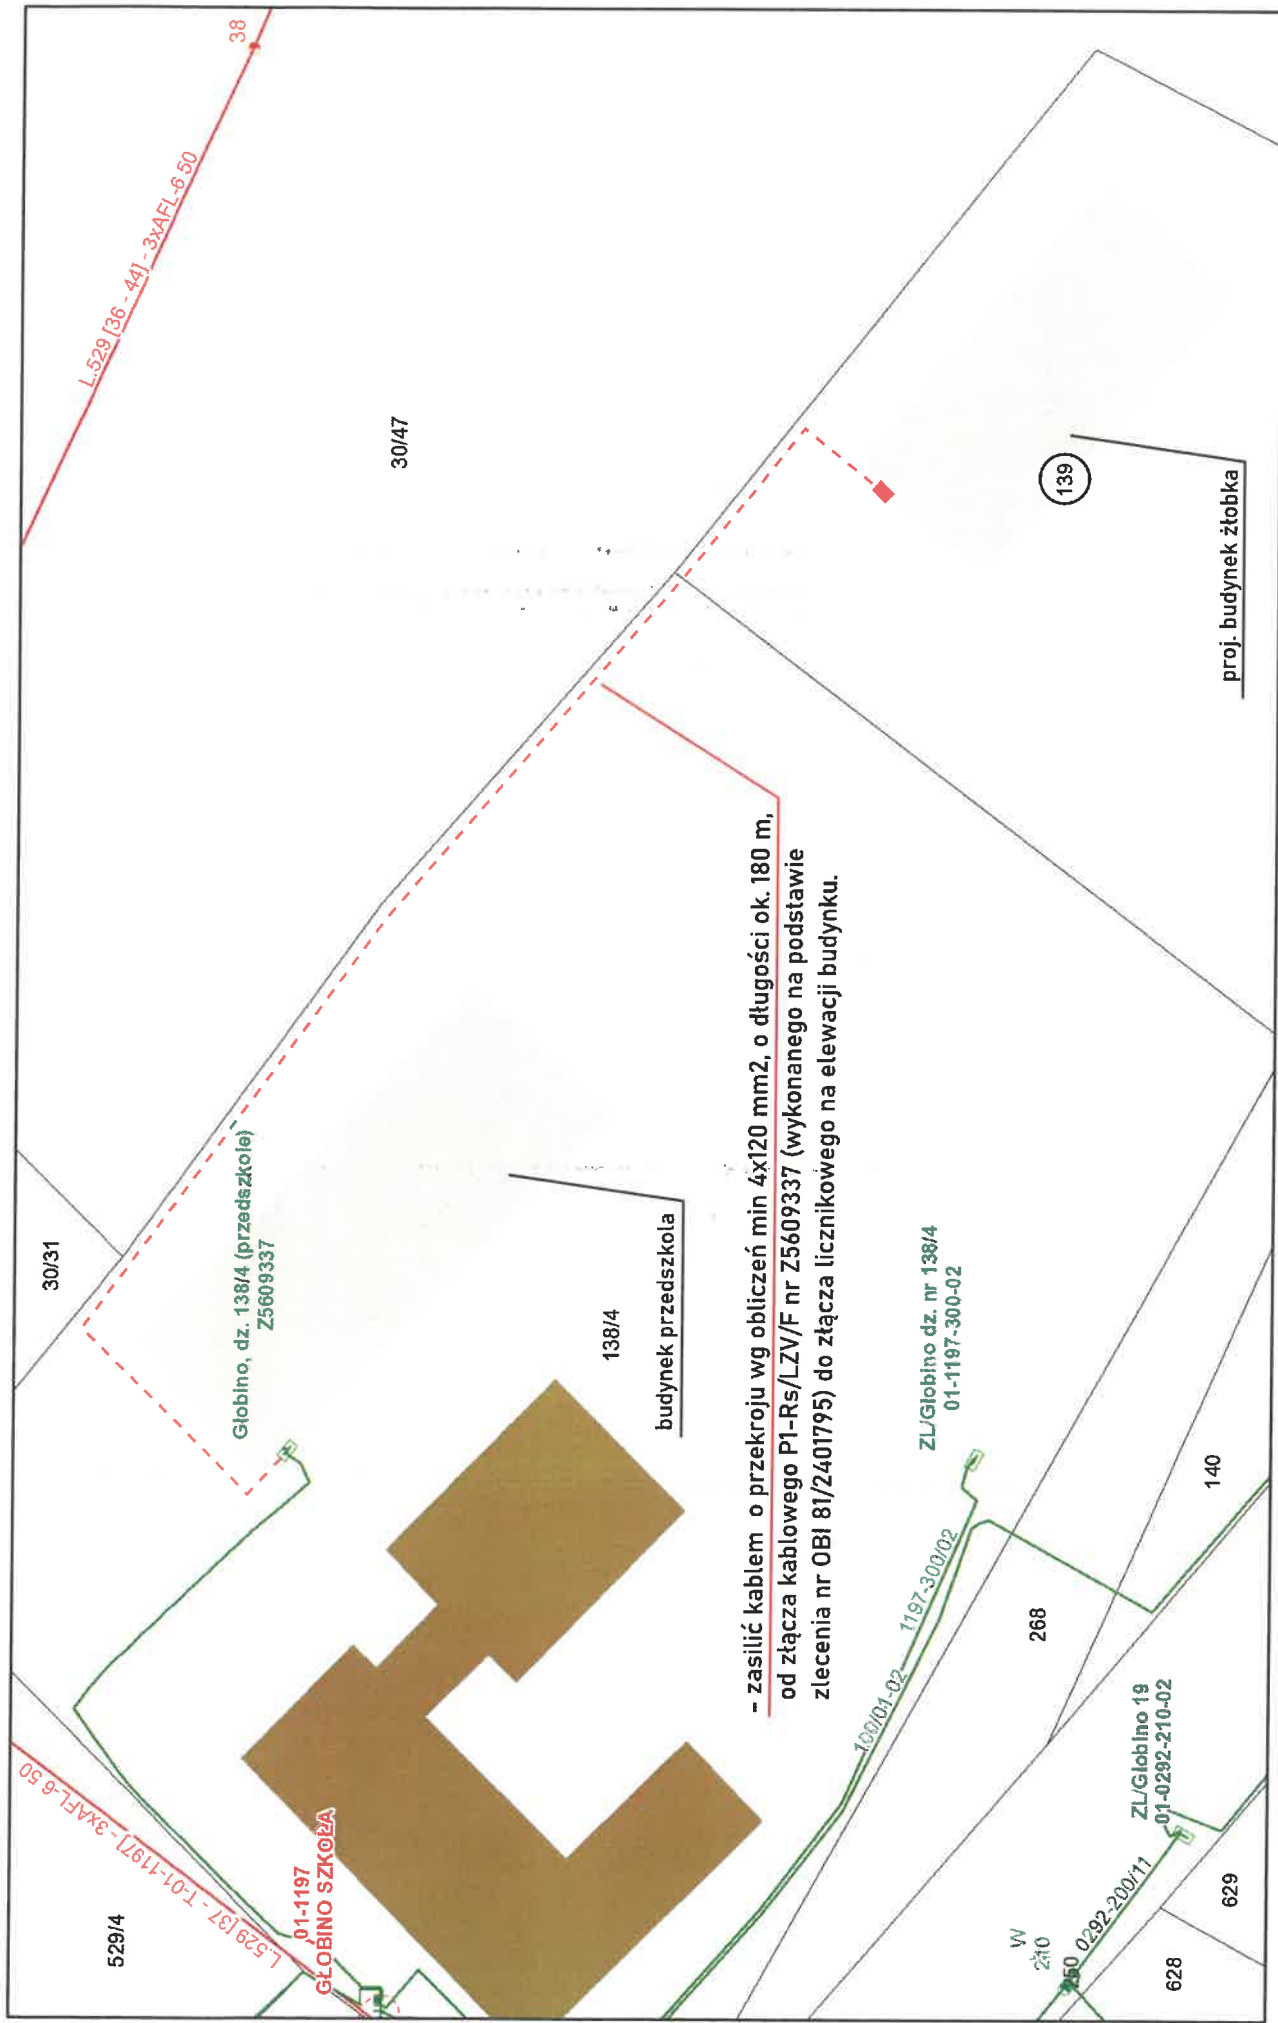 529/4
L.529 [37 - T-01-1197] - 3xAFL-6 50
01-1197
GŁOBINO SZKOŁA
30/31
Głobino, dz. 138/4 (przedszkole)
Z5609337
L.529 [36 - 44] - 3xAFL-6 50
38
30/47
138/4
budynek przedszkola
- zasilić kablem o przekroju wg obliczeń min 4x120 mm2, o długości ok. 180 m,
od złącza kablowego P1-Rs/LZV/F nr Z5609337 (wykonanego na podstawie
zlecenia nr OBI 81/2401795) do złącza licznikowego na elewacji budynku.
139
proj. budynek żłobka
ZL/Głobino dz. nr 138/4
01-1197-300-02
1197-300/02
100/01-02
268
140
ZL/Głobino 19
01-0292-210-02
W
210
250
0292-200/11
628
629